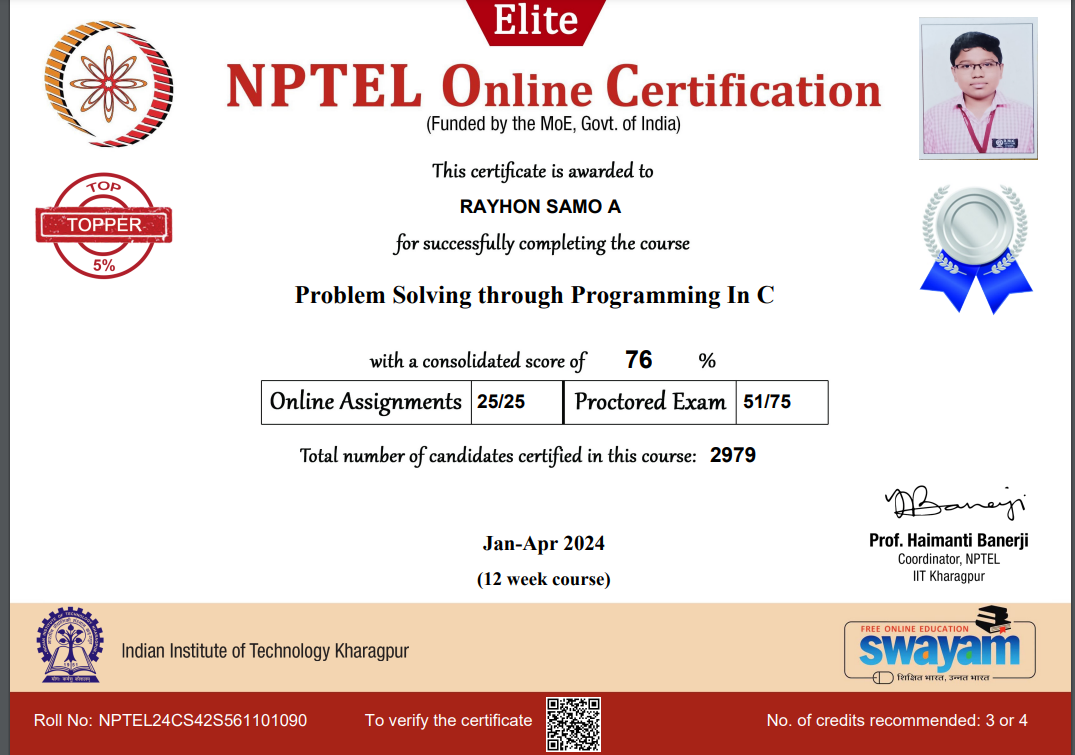 Elite
NPTEL Online Certification
(Funded by the MoE, Govt. of India)
This certificate is awarded to
RAYHON SAMO A
for successfully completing the course
TOP
TOPPER
5%
Problem Solving through Programming In C
with a consolidated score of 76 %
Online Assignments 25/25 Proctored Exam 51/75
Total number of candidates certified in this course: 2979
Jan-Apr 2024
(12 week course)
Prof. Haimanti Banerji
Coordinator, NPTEL
IIT Kharagpur
Indian Institute of Technology Kharagpur
FREE ONLINE EDUCATION
swayam
शिक्षित भारत, उन्नत भारत
Roll No: NPTEL24CS42S561101090 To verify the certificate No. of credits recommended: 3 or 4